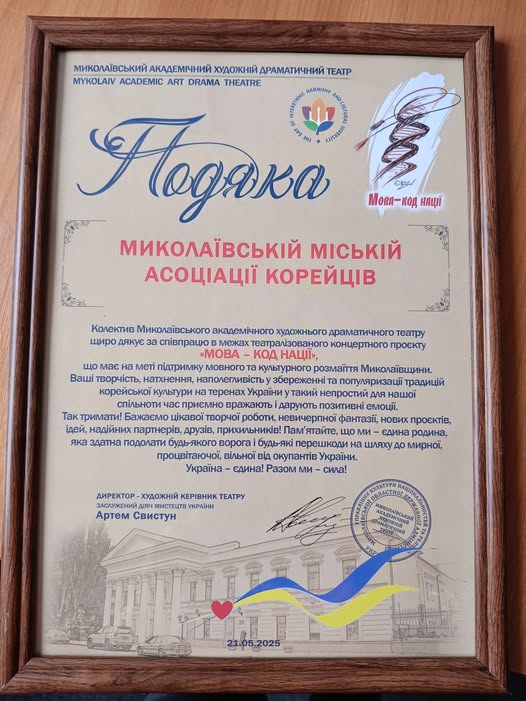 МИКОЛАЇВСЬКИЙ АКАДЕМІЧНИЙ ХУДОЖНІЙ ДРАМАТИЧНИЙ ТЕАТР
MYKOLAIV ACADEMIC ART DRAMA THEATRE
THE DAY OF INTERETHNIC HARMONY AND CULTURAL DIVERSITY
Мова–код нації
Подяка
МИКОЛАЇВСЬКІЙ МІСЬКІЙ
АСОЦІАЦІЇ КОРЕЙЦІВ
Колектив Миколаївського академічного художнього драматичного театру
щиро дякує за співпрацю в межах театралізованого концертного проєкту
«МОВА – КОД НАЦІЇ»,
що має на меті підтримку мовного та культурного розмаїття Миколаївщини.
Ваші творчість, натхнення, наполегливість у збереженні та популяризації традицій
корейської культури на теренах України у такий непростий для нашої
спільноти час приємно вражають і дарують позитивні емоції.
Так тримати! Бажаємо цікавої творчої роботи, невичерпної фантазії, нових проєктів,
ідей, надійних партнерів, друзів, прихильників! Пам'ятайте, що ми – єдина родина,
яка здатна подолати будь-якого ворога і будь-які перешкоди на шляху до мирної,
процвітаючої, вільної від окупантів України.
Україна – єдина! Разом ми – сила!
ДИРЕКТОР - ХУДОЖНІЙ КЕРІВНИК ТЕАТРУ
ЗАСЛУЖЕНИЙ ДІЯЧ МИСТЕЦТВ УКРАЇНИ
Артем Свистун
МИКОЛАЇВСЬКИЙ
АКАДЕМІЧНИЙ
ХУДОЖНІЙ
ДРАМАТИЧНИЙ
ТЕАТР
21.05.2025